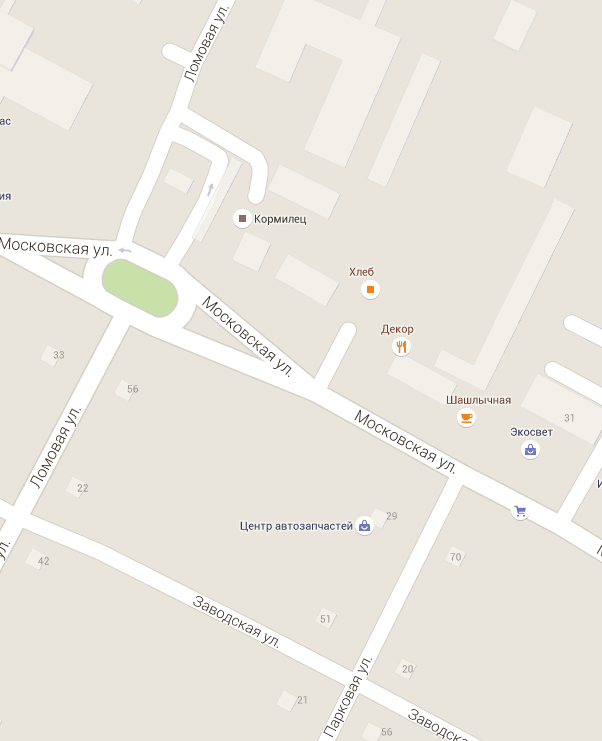 Ломовая ул.
ас
ия
Кормилец
Московская ул.
Хлеб
Московская ул.
Декор
33
56
Шашлычная
31
Московская ул.
Экосвет
Ломовая ул.
22
29
Центр автозапчастей
42
70
51
Заводская ул.
20
21
Парковая ул.
56
Заводска